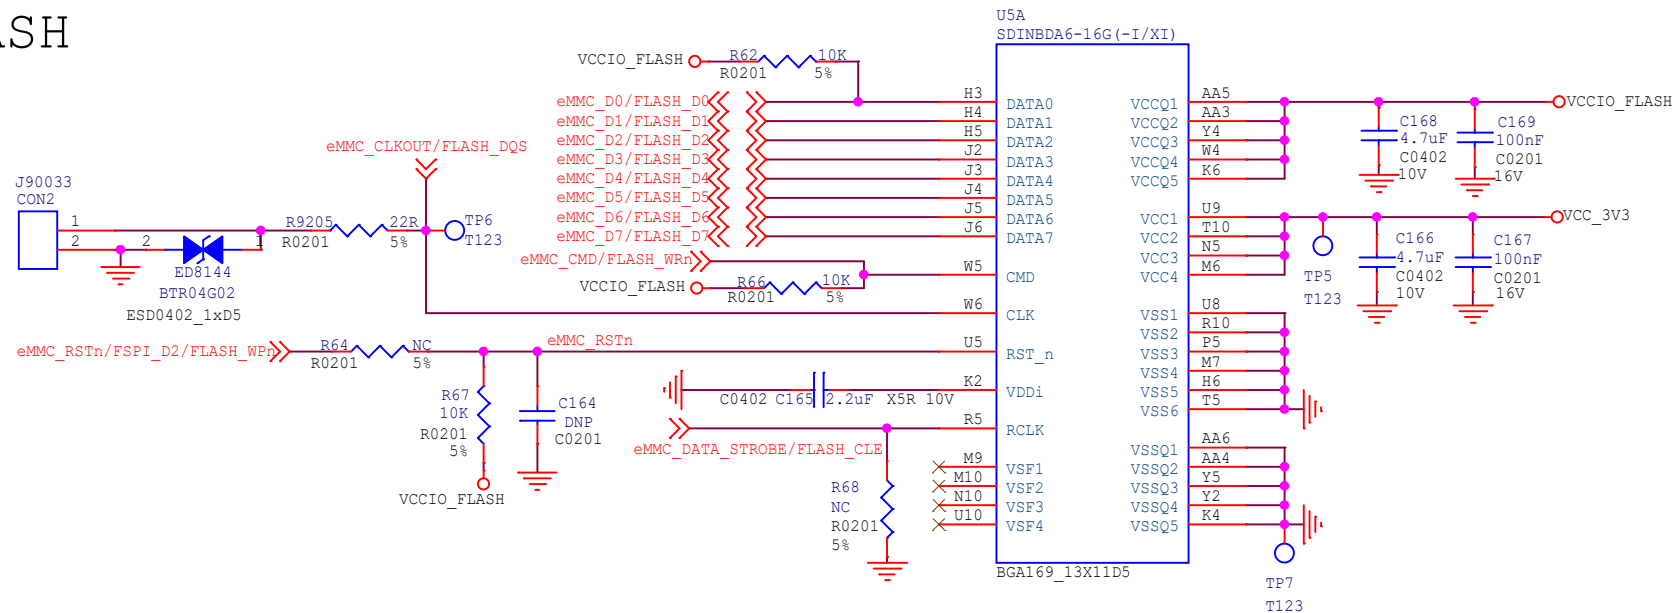 ASH
U5A
SDINBDA6-16G(-I/XI)
VCCIO_FLASH
R62
10K
R0201
5%
eMMC_D0/FLASH_D0
eMMC_D1/FLASH_D1
eMMC_D2/FLASH_D2
eMMC_D3/FLASH_D3
eMMC_D4/FLASH_D4
eMMC_D5/FLASH_D5
eMMC_D6/FLASH_D6
eMMC_D7/FLASH_D7
eMMC_CMD/FLASH_WRn
VCCIO_FLASH
R66
10K
R0201
5%
eMMC_CLKOUT/FLASH_DQS
J90033
CON2
1
2
2
1
ED8144
BTR04G02
ESD0402_1xD5
R9205
22R
R0201
5%
TP6
T123
eMMC_RSTn/FSPI_D2/FLASH_WPn
R64
NC
R0201
5%
eMMC_RSTn
R67
10K
R0201
5%
VCCIO_FLASH
C164
DNP
C0201
C0402
C165
2.2uF
X5R
10V
eMMC_DATA_STROBE/FLASH_CLE
R68
NC
R0201
5%
H3 DATA0
H4 DATA1
H5 DATA2
J2 DATA3
J3 DATA4
J4 DATA5
J5 DATA6
J6 DATA7
W5 CMD
W6 CLK
U5 RST_n
K2 VDDi
R5 RCLK
M9 VSF1
M10 VSF2
N10 VSF3
U10 VSF4
VCCQ1 AA5
VCCQ2 AA3
VCCQ3 Y4
VCCQ4 W4
VCCQ5 K6
VCC1 U9
VCC2 T10
VCC3 N5
VCC4 M6
VSS1 U8
VSS2 R10
VSS3 P5
VSS4 M7
VSS5 H6
VSS6 T5
VSSQ1 AA6
VSSQ2 AA4
VSSQ3 Y5
VSSQ4 Y2
VSSQ5 K4
BGA169_13X11D5
VCCIO_FLASH
C168
4.7uF
C0402
10V
C169
100nF
C0201
16V
VCC_3V3
TP5
T123
C166
4.7uF
C0402
10V
C167
100nF
C0201
16V
TP7
T123